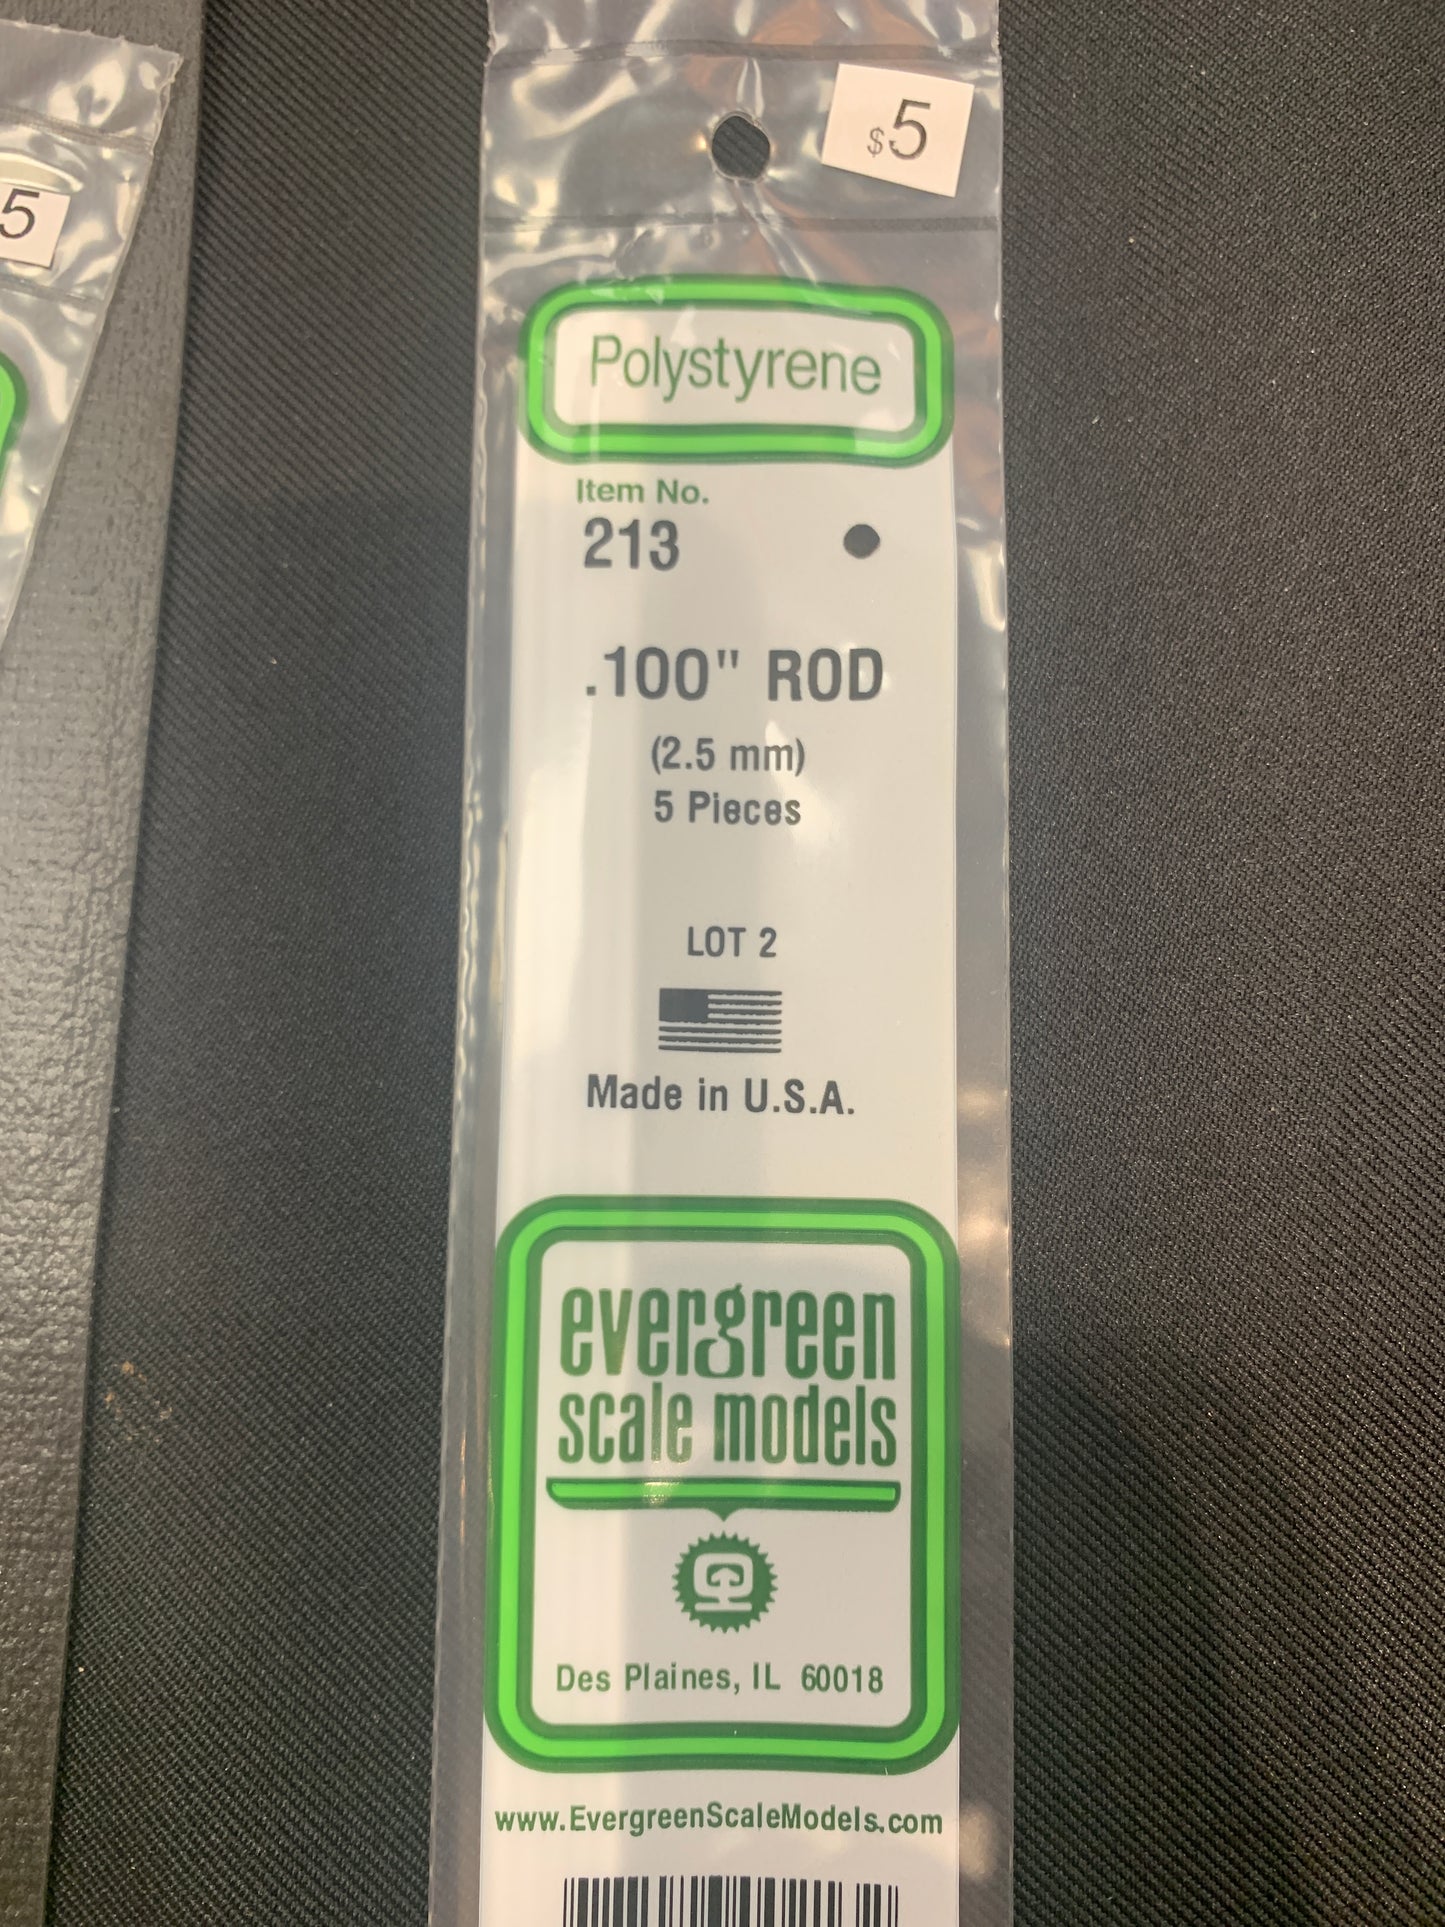 $5
5
Polystyrene
Item No.
213
.100" ROD
(2.5 mm)
5 Pieces
LOT 2
Made in U.S.A.
evergreen
scale models
Des Plaines, IL 60018
www.EvergreenScaleModels.com